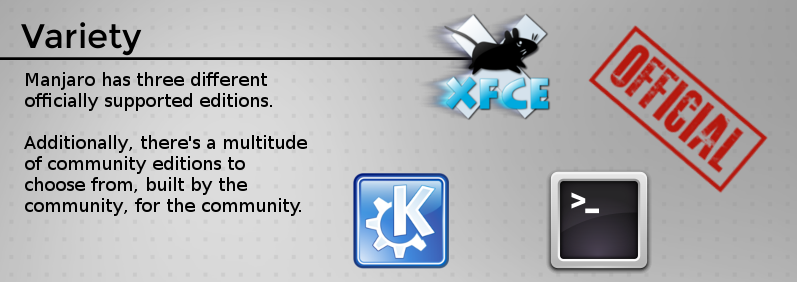 Variety
Manjaro has three different
officially supported editions.
Additionally, there's a multitude
of community editions to
choose from, built by the
community, for the community.
XFCE
OFFICIAL
K
>_